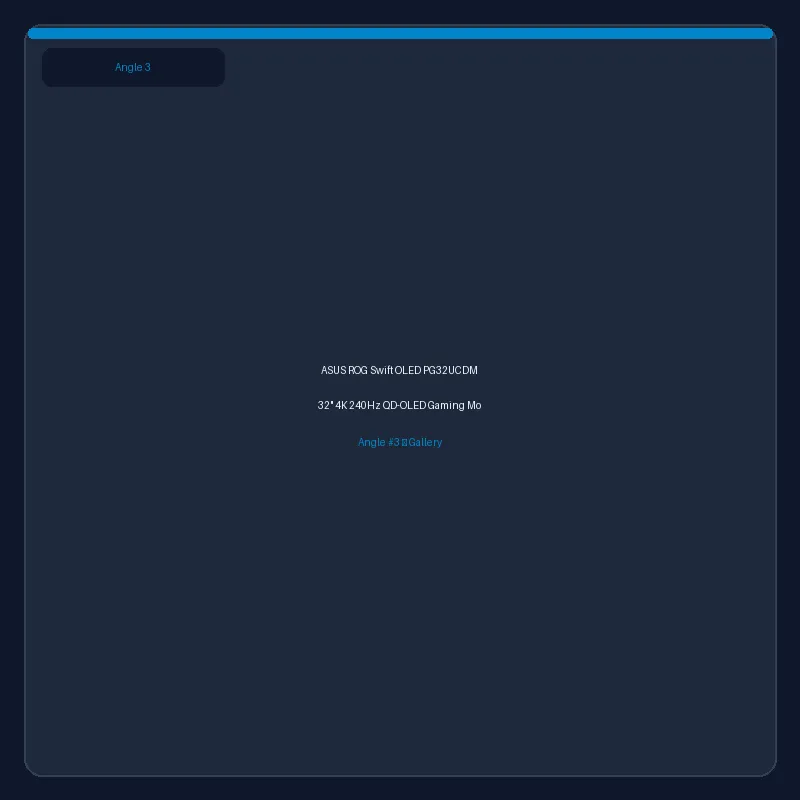 Angle 3
ASUS ROG Swift OLED PG32UCDM
32" 4K 240Hz QD-OLED Gaming Mo
Angle #3 Gallery